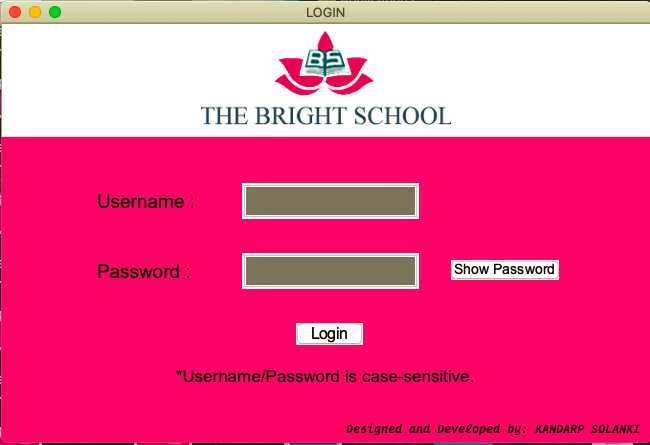 LOGIN
BS
THE BRIGHT SCHOOL
Username :
Password :
Show Password
Login
*Username/Password is case-sensitive.
Designed and Developed by: KANDARP SOLANKI